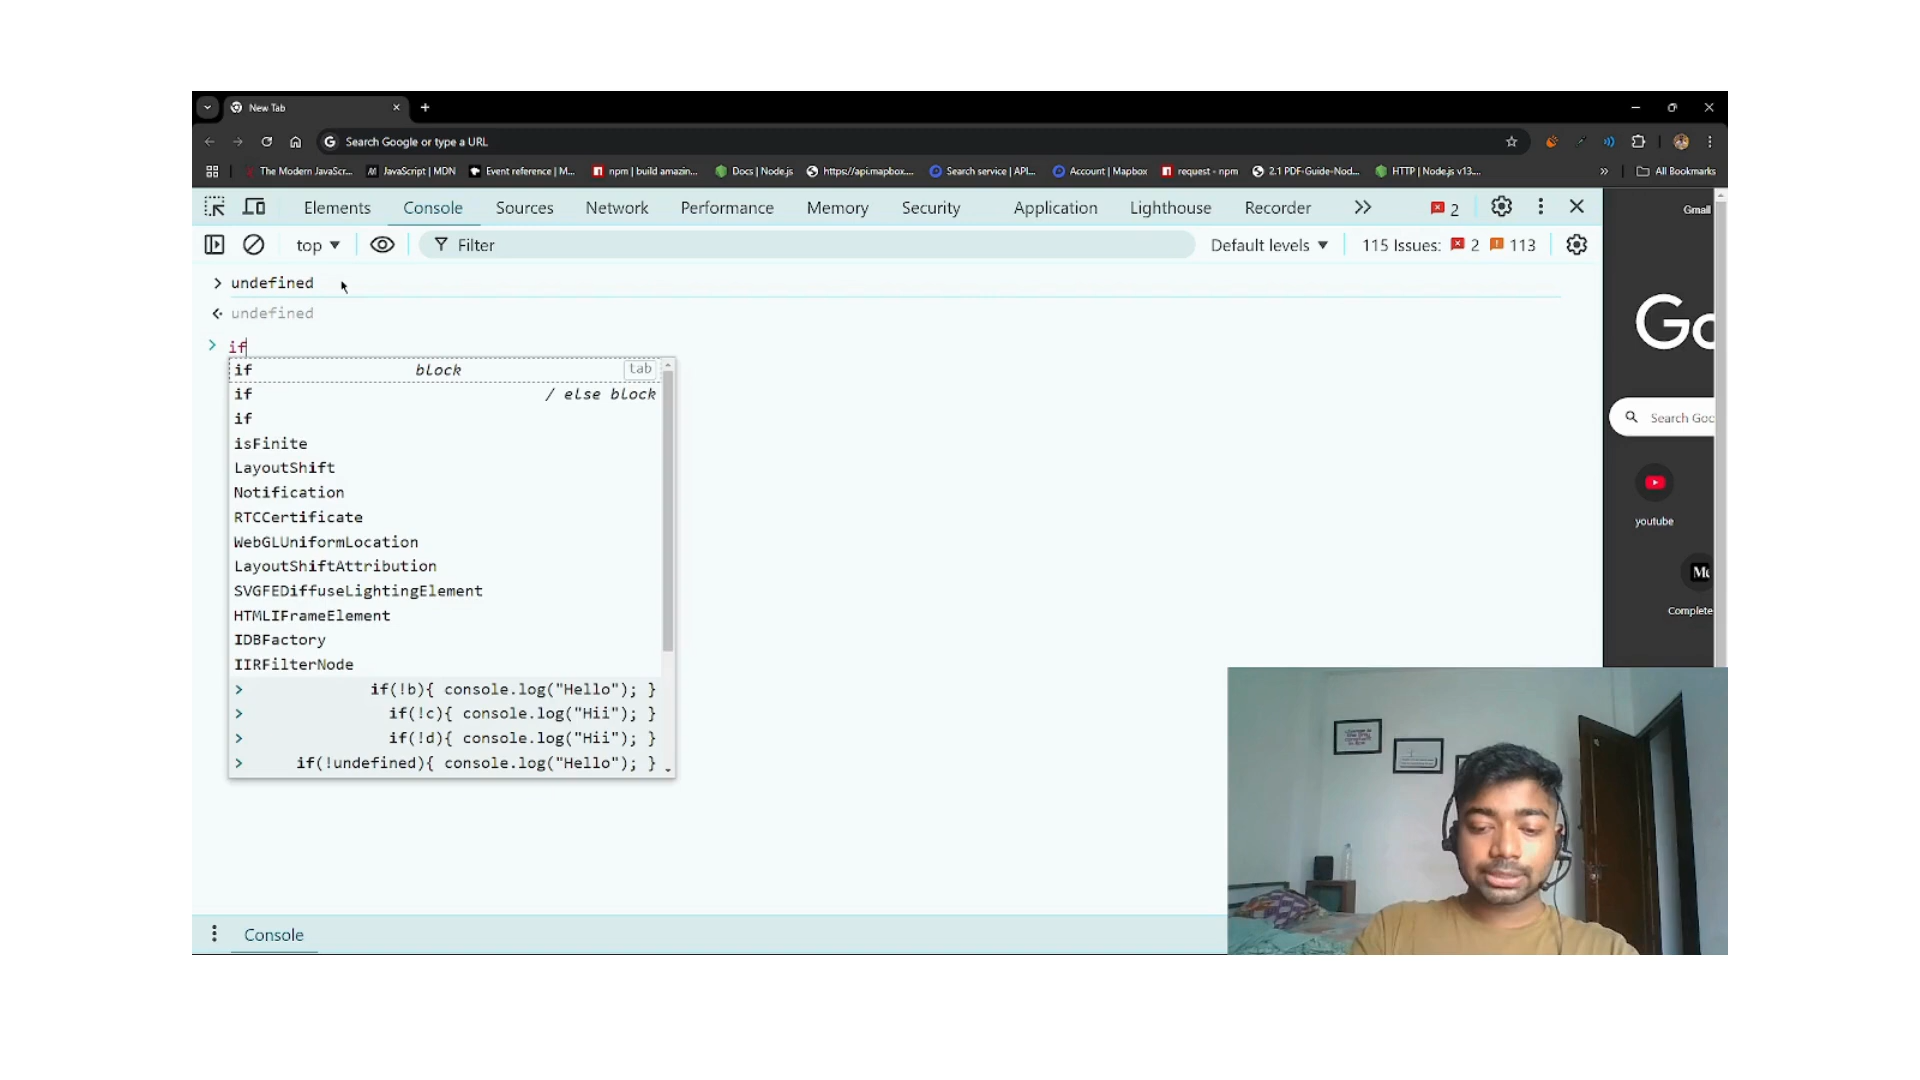 New Tab
Search Google or type a URL
The Modern JavaScr... JavaScript | MDN Event reference | M... npm | build amazin... Docs | Node.js https://api.mapbox.... Search service | API... Account | Mapbox request - npm 2.1 PDF-Guide-Nod... HTTP | Node.js v13.... » All Bookmarks
Elements Console Sources Network Performance Memory Security Application Lighthouse Recorder 2
Gmail
top Filter Default levels 115 Issues: 2 113
> undefined
undefined
> if
if block tab
if / else block
if
isFinite
LayoutShift
Notification
RTCCertificate
WebGLUniformLocation
LayoutShiftAttribution
SVGFEDiffuseLightingElement
HTMLIFrameElement
IDBFactory
IIRFilterNode
> if(!b){ console.log("Hello"); }
> if(!c){ console.log("Hii"); }
> if(!d){ console.log("Hii"); }
> if(!undefined){ console.log("Hello"); }
Go
Search Goo
youtube
Complete
Console